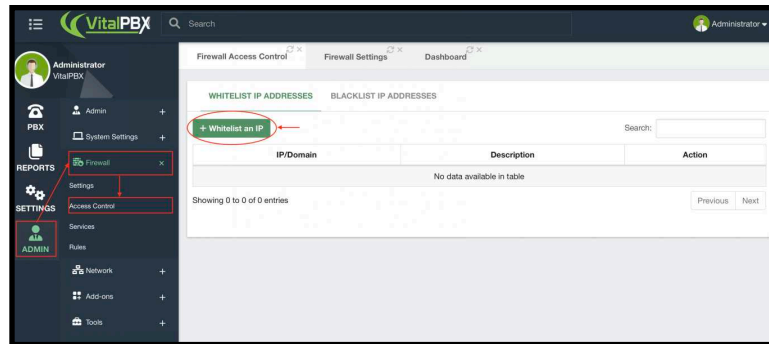 VitalPBX
Search
Administrator
Administrator
VitalPBX
PBX
REPORTS
SETTINGS
ADMIN
Admin +
System Settings +
Firewall ×
Settings
Access Control
Services
Rules
Network +
Add-ons +
Tools +
Firewall Access Control ×
Firewall Settings ×
Dashboard ×
WHITELIST IP ADDRESSES
BLACKLIST IP ADDRESSES
+ Whitelist an IP
Search:
IP/Domain Description Action
No data available in table
Showing 0 to 0 of 0 entries
Previous Next